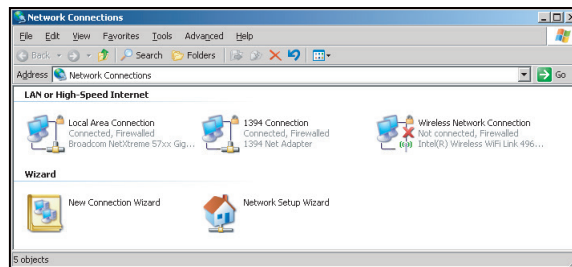 Network Connections
File Edit View Favorites Tools Advanced Help
Back Search Folders
Address Network Connections Go
LAN or High-Speed Internet
Local Area Connection
Connected, Firewalled
Broadcom NetXtreme 57xx Gig...
1394 Connection
Connected, Firewalled
1394 Net Adapter
Wireless Network Connection
Not connected, Firewalled
Intel(R) Wireless WiFi Link 496...
Wizard
New Connection Wizard
Network Setup Wizard
5 objects